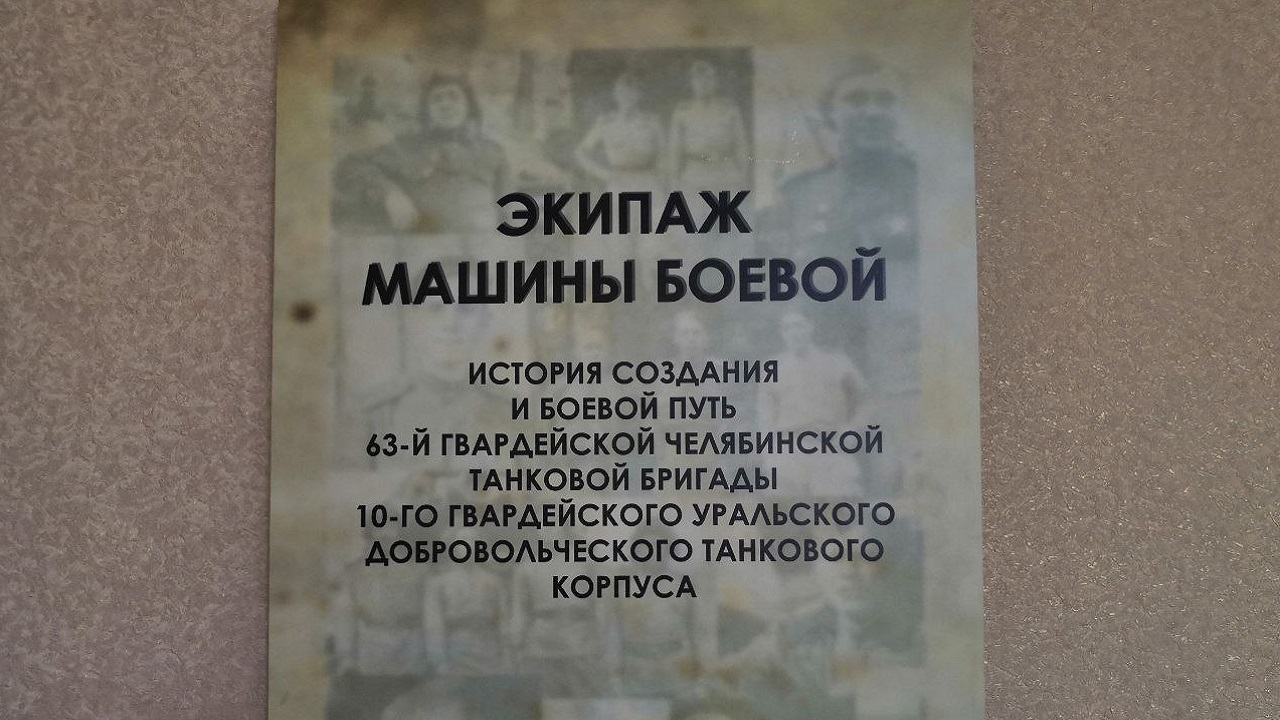 ЭКИПАЖ
МАШИНЫ БОЕВОЙ
ИСТОРИЯ СОЗДАНИЯ
И БОЕВОЙ ПУТЬ
63-Й ГВАРДЕЙСКОЙ ЧЕЛЯБИНСКОЙ
ТАНКОВОЙ БРИГАДЫ
10-ГО ГВАРДЕЙСКОГО УРАЛЬСКОГО
ДОБРОВОЛЬЧЕСКОГО ТАНКОВОГО
КОРПУСА